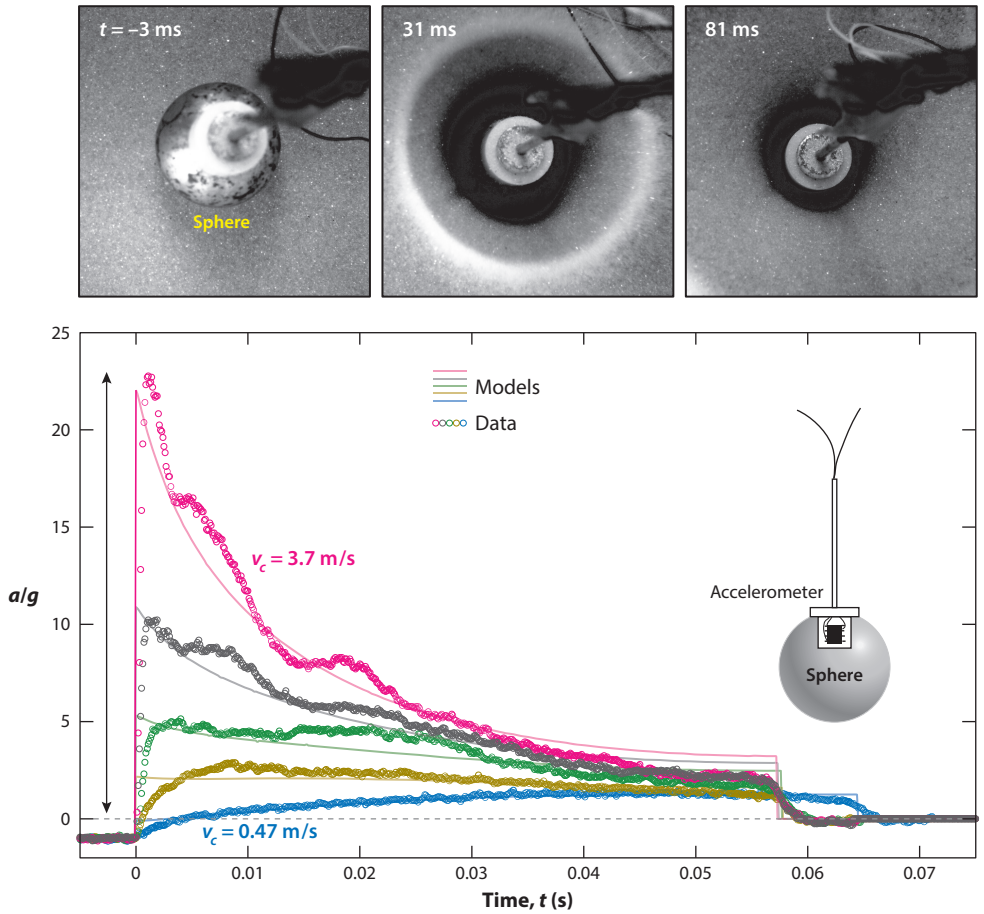 t = –3 ms
31 ms
81 ms
Sphere
25
20
15
10
5
0
a/g
Models
Data
v_c = 3.7 m/s
v_c = 0.47 m/s
Accelerometer
Sphere
0
0.01
0.02
0.03
0.04
0.05
0.06
0.07
Time, t (s)